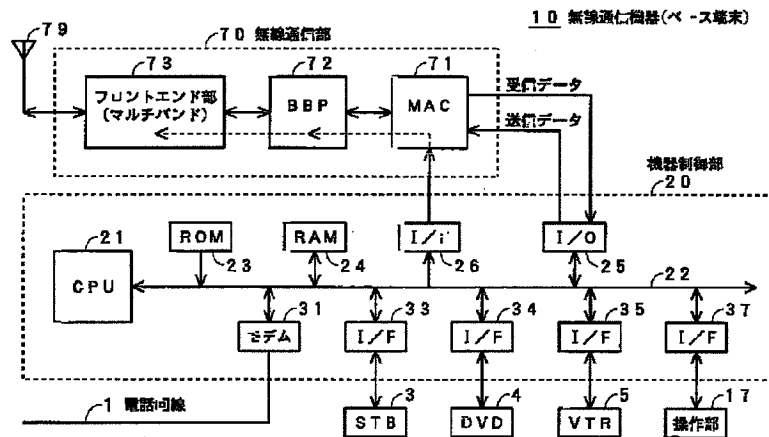 10 無線通信機器(ベース端末)
79
70 無線通信部
73
72
71
フロントエンド部
(マルチバンド)
BBP
MAC
受信データ
送信データ
機器制御部
20
21
CPU
ROM
23
RAM
24
I/i
26
I/O
25
22
31
33
34
35
37
モデム
I/F
I/F
I/F
I/F
1 電話回線
3
4
5
17
STB
DVD
VTR
操作部